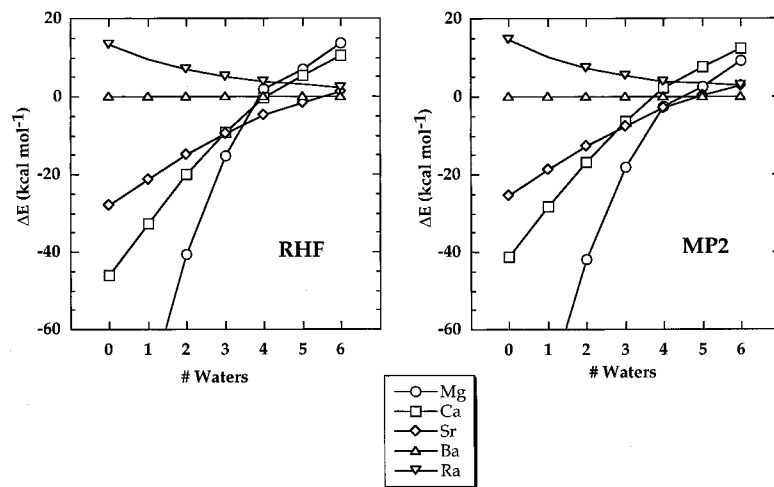 20
10
0
-20
-40
-60
ΔE (kcal mol-1)
RHF
0 1 2 3 4 5 6
# Waters
20
10
0
-20
-40
-60
ΔE (kcal mol-1)
MP2
0 1 2 3 4 5 6
# Waters
Mg
Ca
Sr
Ba
Ra